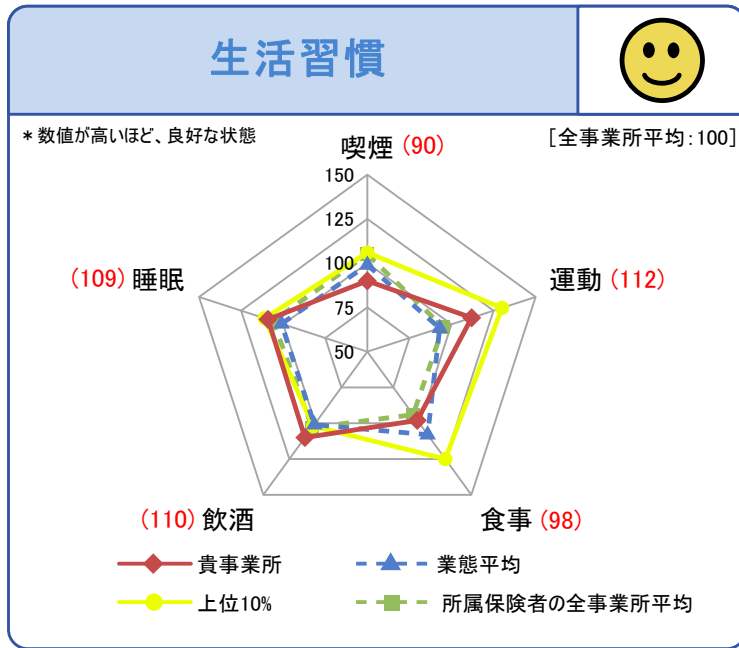 生活習慣
* 数値が高いほど、良好な状態
[全事業所平均:100]
喫煙 (90)
150
125
100
75
50
(109) 睡眠
運動 (112)
(110) 飲酒
食事 (98)
貴事業所
業態平均
上位10%
所属保険者の全事業所平均